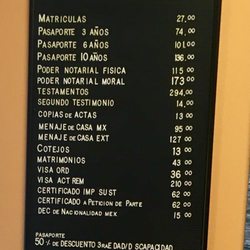 MATRICULAS 27.00
PASAPORTE 3 AÑOS 74.00
PASAPORTE 6 AÑOS 101.00
PASAPORTE 10 AÑOS 136.00
PODER NOTARIAL FISICA 115.00
PODER NOTARIAL MORAL 173.00
TESTAMENTOS 294.00
SEGUNDO TESTIMONIO 14.00
COPIAS DE ACTAS 13.00
MENAJE DE CASA MX 95.00
MENAJE DE CASA EXT 127.00
COTEJOS 13.00
MATRIMONIOS 43.00
VISA ORD 36.00
VISA ACT REM 210.00
CERTIFICADO IMP SUST 62.00
CERTIFICADO A PETICION DE PARTE 62.00
DEC DE NACIONALIDAD MEX 15.00
PASAPORTE
50% DE DESCUENTO 3RAE DAD/D SCAPACIDAD